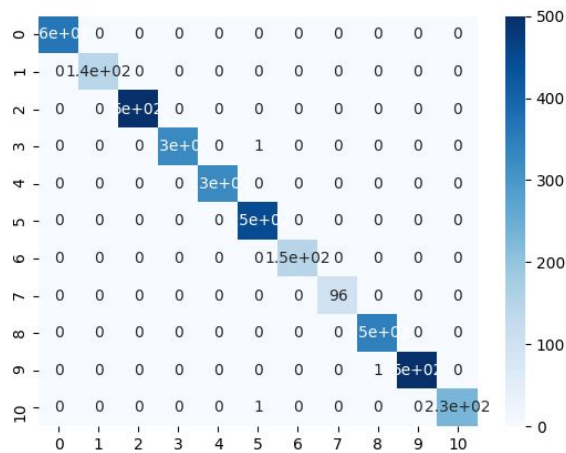 0 6e+0 0 0 0 0 0 0 0 0 0 0
1 0 1.4e+02 0 0 0 0 0 0 0 0 0
2 0 0 5e+02 0 0 0 0 0 0 0 0
3 0 0 0 3e+0 0 1 0 0 0 0 0
4 0 0 0 0 3e+0 0 0 0 0 0 0
5 0 0 0 0 0 5e+0 0 0 0 0 0
6 0 0 0 0 0 0 1.5e+02 0 0 0 0
7 0 0 0 0 0 0 0 96 0 0 0
8 0 0 0 0 0 0 0 0 5e+0 0 0
9 0 0 0 0 0 0 0 0 1 5e+02 0
10 0 0 0 0 0 1 0 0 0 0 2.3e+02
0 1 2 3 4 5 6 7 8 9 10
500
400
300
200
100
0